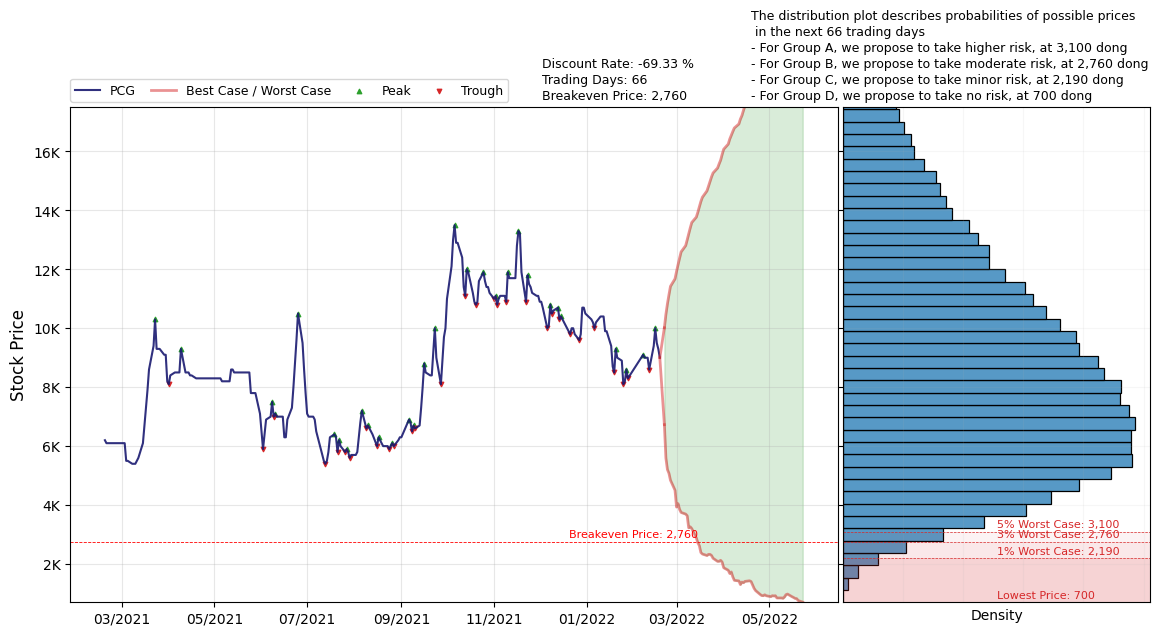 The distribution plot describes probabilities of possible prices
in the next 66 trading days
- For Group A, we propose to take higher risk, at 3,100 dong
- For Group B, we propose to take moderate risk, at 2,760 dong
- For Group C, we propose to take minor risk, at 2,190 dong
- For Group D, we propose to take no risk, at 700 dong
Discount Rate: -69.33 %
Trading Days: 66
Breakeven Price: 2,760
PCG Best Case / Worst Case Peak Trough
Stock Price
16K
14K
12K
10K
8K
6K
4K
2K
Breakeven Price: 2,760
5% Worst Case: 3,100
3% Worst Case: 2,760
1% Worst Case: 2,190
Lowest Price: 700
03/2021 05/2021 07/2021 09/2021 11/2021 01/2022 03/2022 05/2022
Density